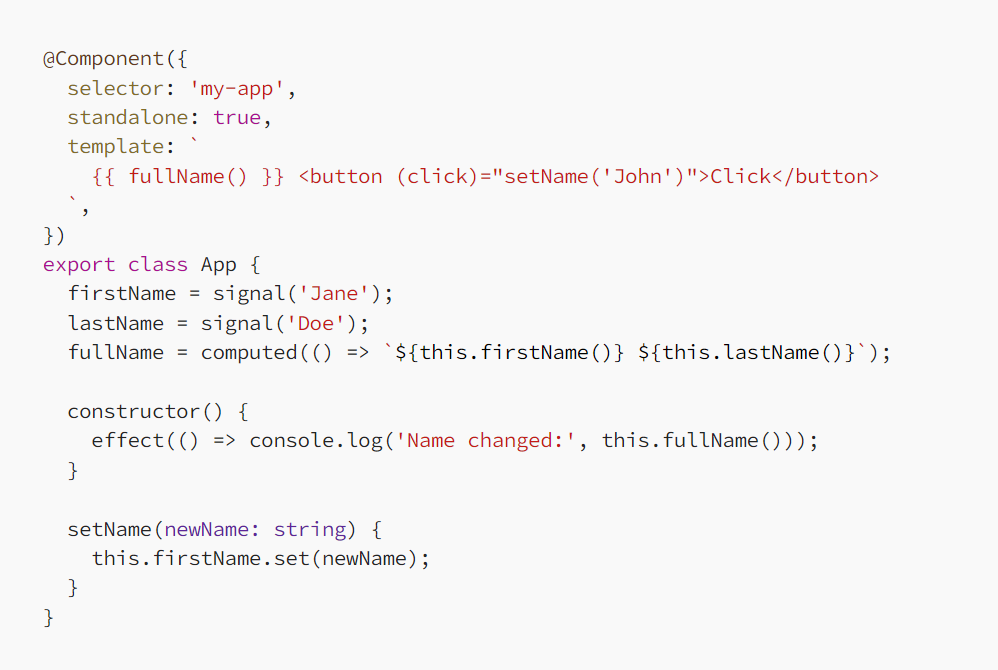 @Component({
  selector: 'my-app',
  standalone: true,
  template: `
    {{ fullName() }} <button (click)="setName('John')">Click</button>
  `,
})
export class App {
  firstName = signal('Jane');
  lastName = signal('Doe');
  fullName = computed(() => `${this.firstName()} ${this.lastName()}`);

  constructor() {
    effect(() => console.log('Name changed:', this.fullName()));
  }

  setName(newName: string) {
    this.firstName.set(newName);
  }
}